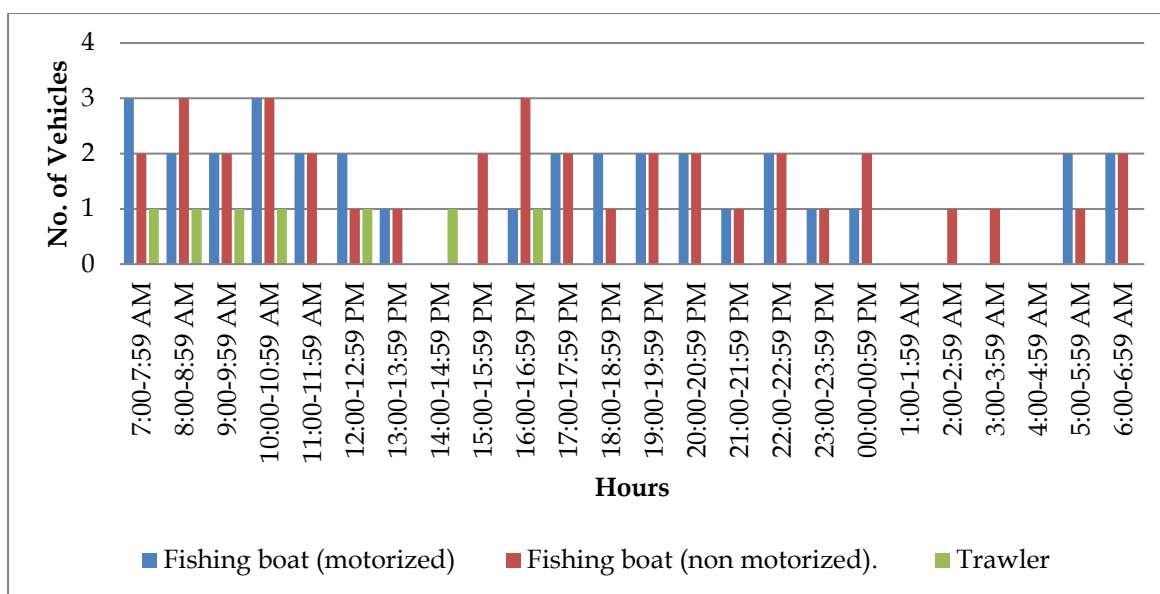 4
3
2
1
0
No. of Vehicles
7:00-7:59 AM
8:00-8:59 AM
9:00-9:59 AM
10:00-10:59 AM
11:00-11:59 AM
12:00-12:59 PM
13:00-13:59 PM
14:00-14:59 PM
15:00-15:59 PM
16:00-16:59 PM
17:00-17:59 PM
18:00-18:59 PM
19:00-19:59 PM
20:00-20:59 PM
21:00-21:59 PM
22:00-22:59 PM
23:00-23:59 PM
00:00-00:59 PM
1:00-1:59 AM
2:00-2:59 AM
3:00-3:59 AM
4:00-4:59 AM
5:00-5:59 AM
6:00-6:59 AM
Hours
Fishing boat (motorized)
Fishing boat (non motorized).
Trawler